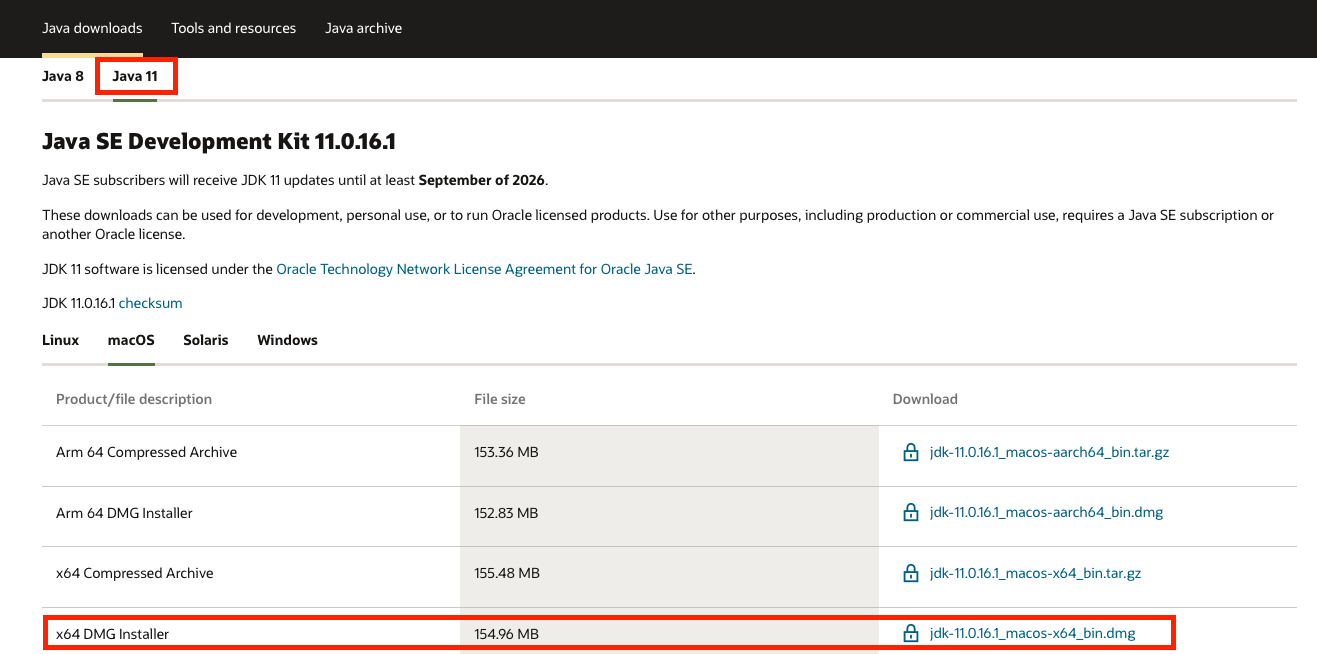 Java downloads Tools and resources Java archive
Java 8 Java 11
Java SE Development Kit 11.0.16.1
Java SE subscribers will receive JDK 11 updates until at least September of 2026.
These downloads can be used for development, personal use, or to run Oracle licensed products. Use for other purposes, including production or commercial use, requires a Java SE subscription or
another Oracle license.
JDK 11 software is licensed under the Oracle Technology Network License Agreement for Oracle Java SE.
JDK 11.0.16.1 checksum
Linux macOS Solaris Windows
Product/file description File size Download
Arm 64 Compressed Archive 153.36 MB jdk-11.0.16.1_macos-aarch64_bin.tar.gz
Arm 64 DMG Installer 152.83 MB jdk-11.0.16.1_macos-aarch64_bin.dmg
x64 Compressed Archive 155.48 MB jdk-11.0.16.1_macos-x64_bin.tar.gz
x64 DMG Installer 154.96 MB jdk-11.0.16.1_macos-x64_bin.dmg